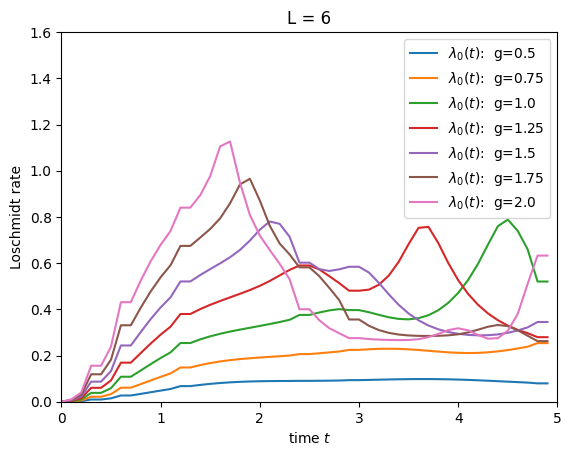 L = 6
Loschmidt rate
1.6
1.4
1.2
1.0
0.8
0.6
0.4
0.2
0.0
0 1 2 3 4 5
time t
λ0(t): g=0.5
λ0(t): g=0.75
λ0(t): g=1.0
λ0(t): g=1.25
λ0(t): g=1.5
λ0(t): g=1.75
λ0(t): g=2.0